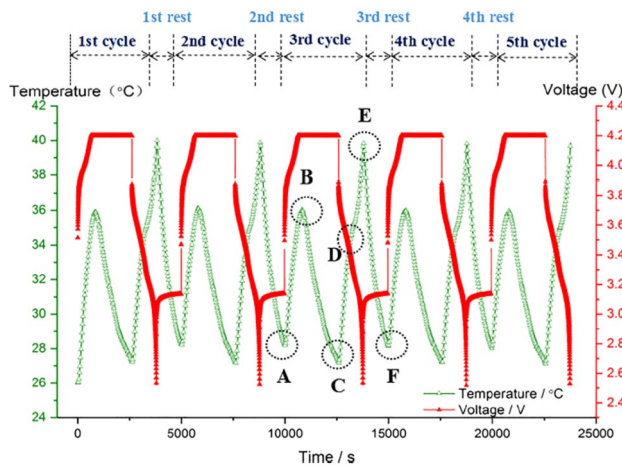 1st rest 2nd rest 3rd rest 4th rest
1st cycle 2nd cycle 3rd cycle 4th cycle 5th cycle
Temperature (°C) Voltage (V)
42 4.4
40 4.2
38 4.0
36 3.8
34 3.6
32 3.4
30 3.2
28 3.0
26 2.8
24 2.6
2.4
E
B
D
A C F
Temperature / °C
Voltage / V
0 5000 10000 15000 20000 25000
Time / s